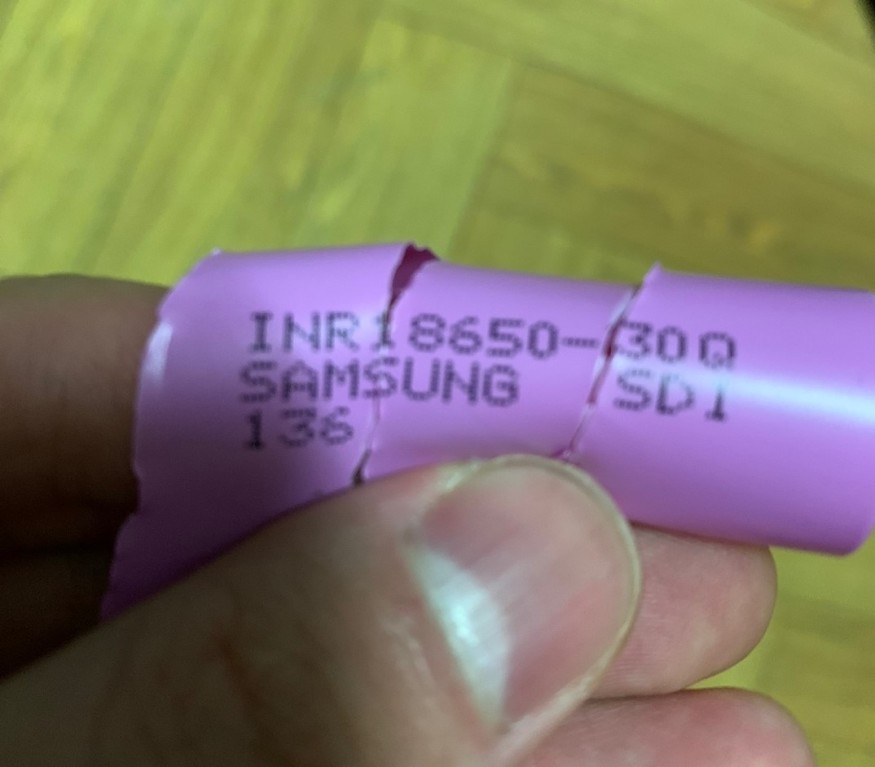 INR18650-30Q
SAMSUNG SDI
136